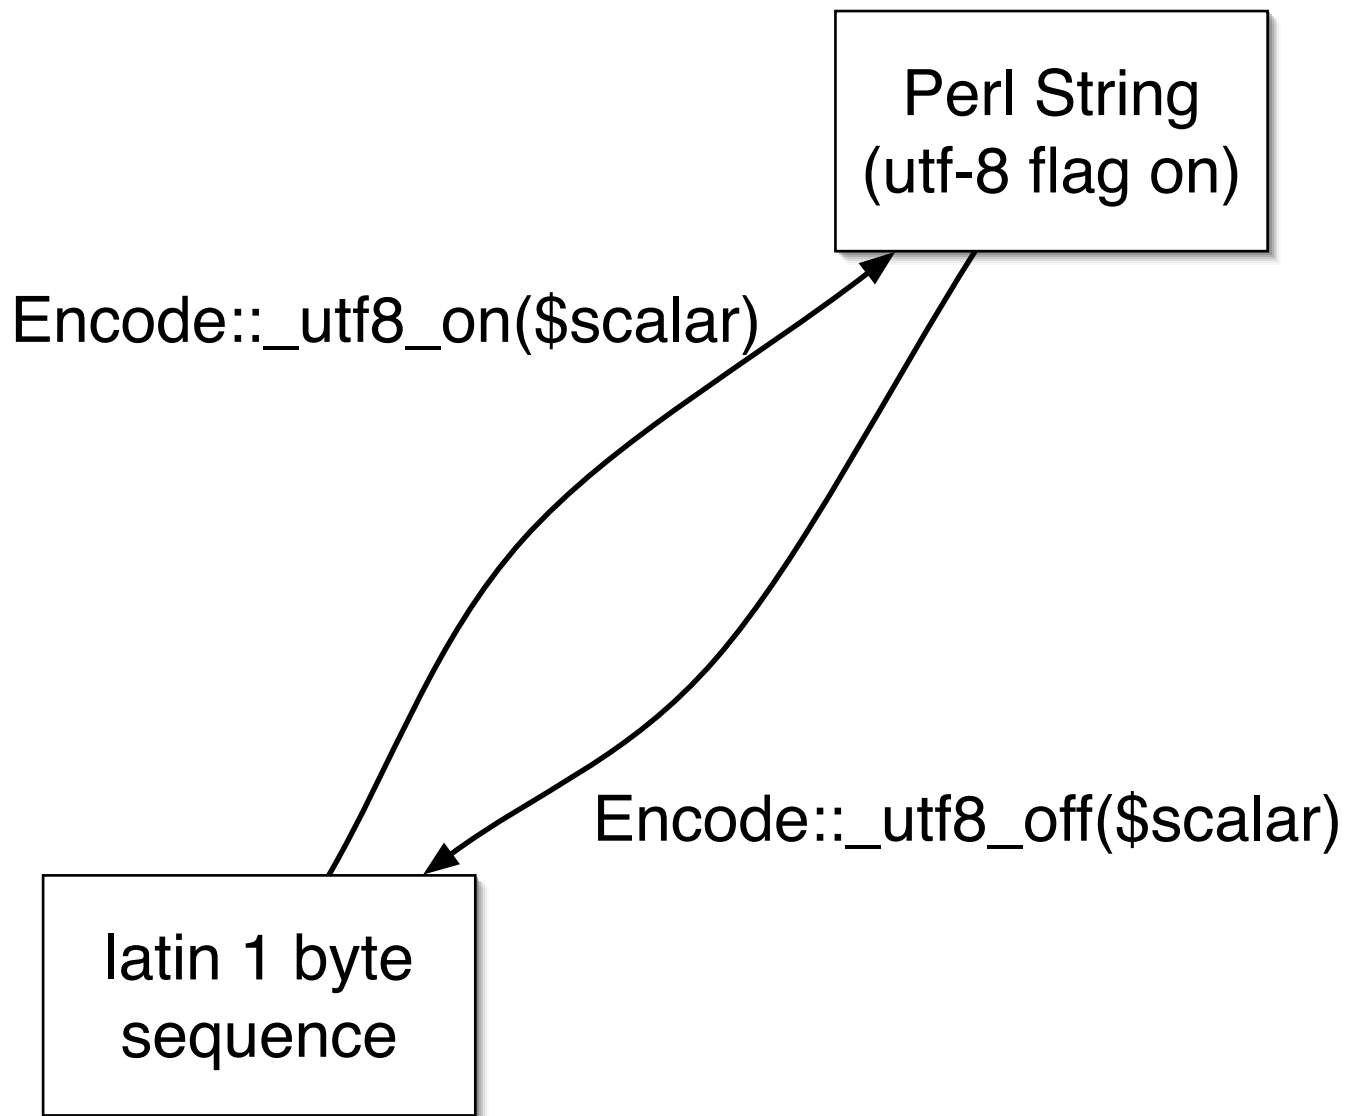 Perl String
(utf-8 flag on)
Encode::_utf8_on($scalar)
Encode::_utf8_off($scalar)
latin 1 byte
sequence